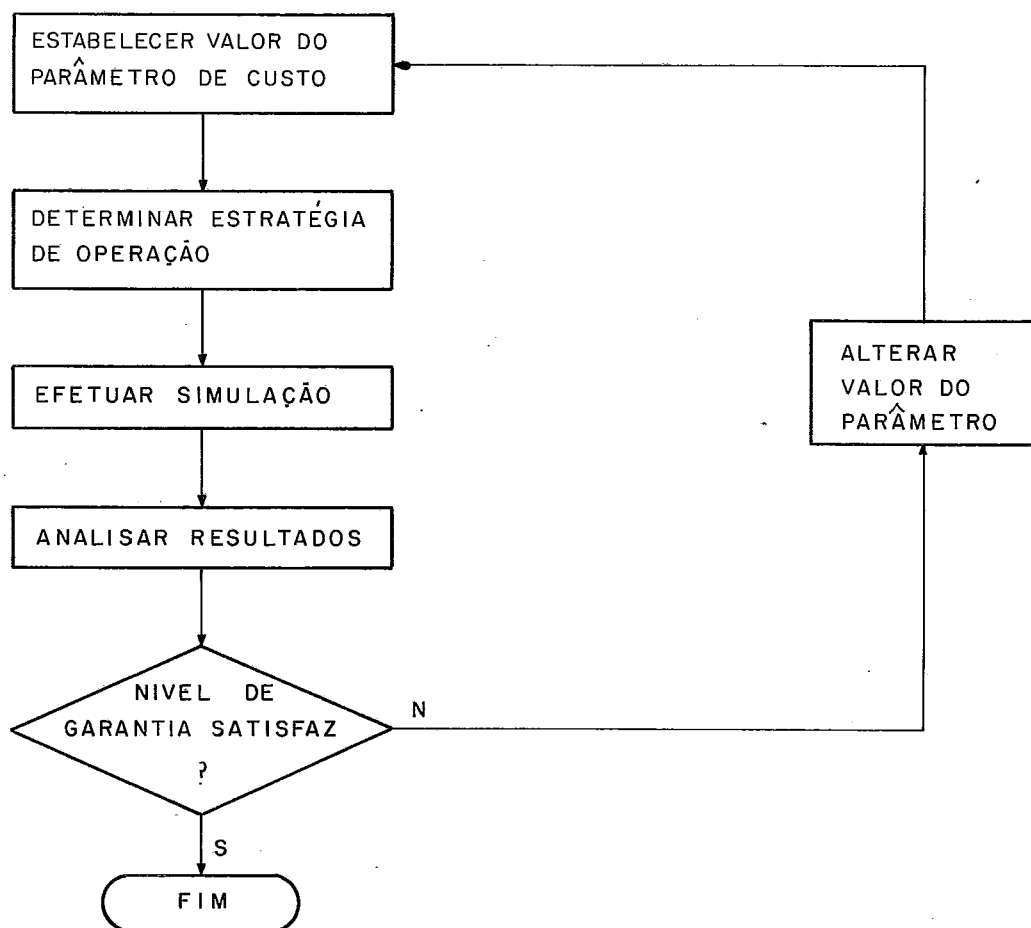 ESTABELECER VALOR DO
PARÂMETRO DE CUSTO
DETERMINAR ESTRATÉGIA
DE OPERAÇÃO
EFETUAR SIMULAÇÃO
ANALISAR RESULTADOS
NIVEL DE
GARANTIA SATISFAZ
?
N
S
FIM
ALTERAR
VALOR DO
PARÂMETRO